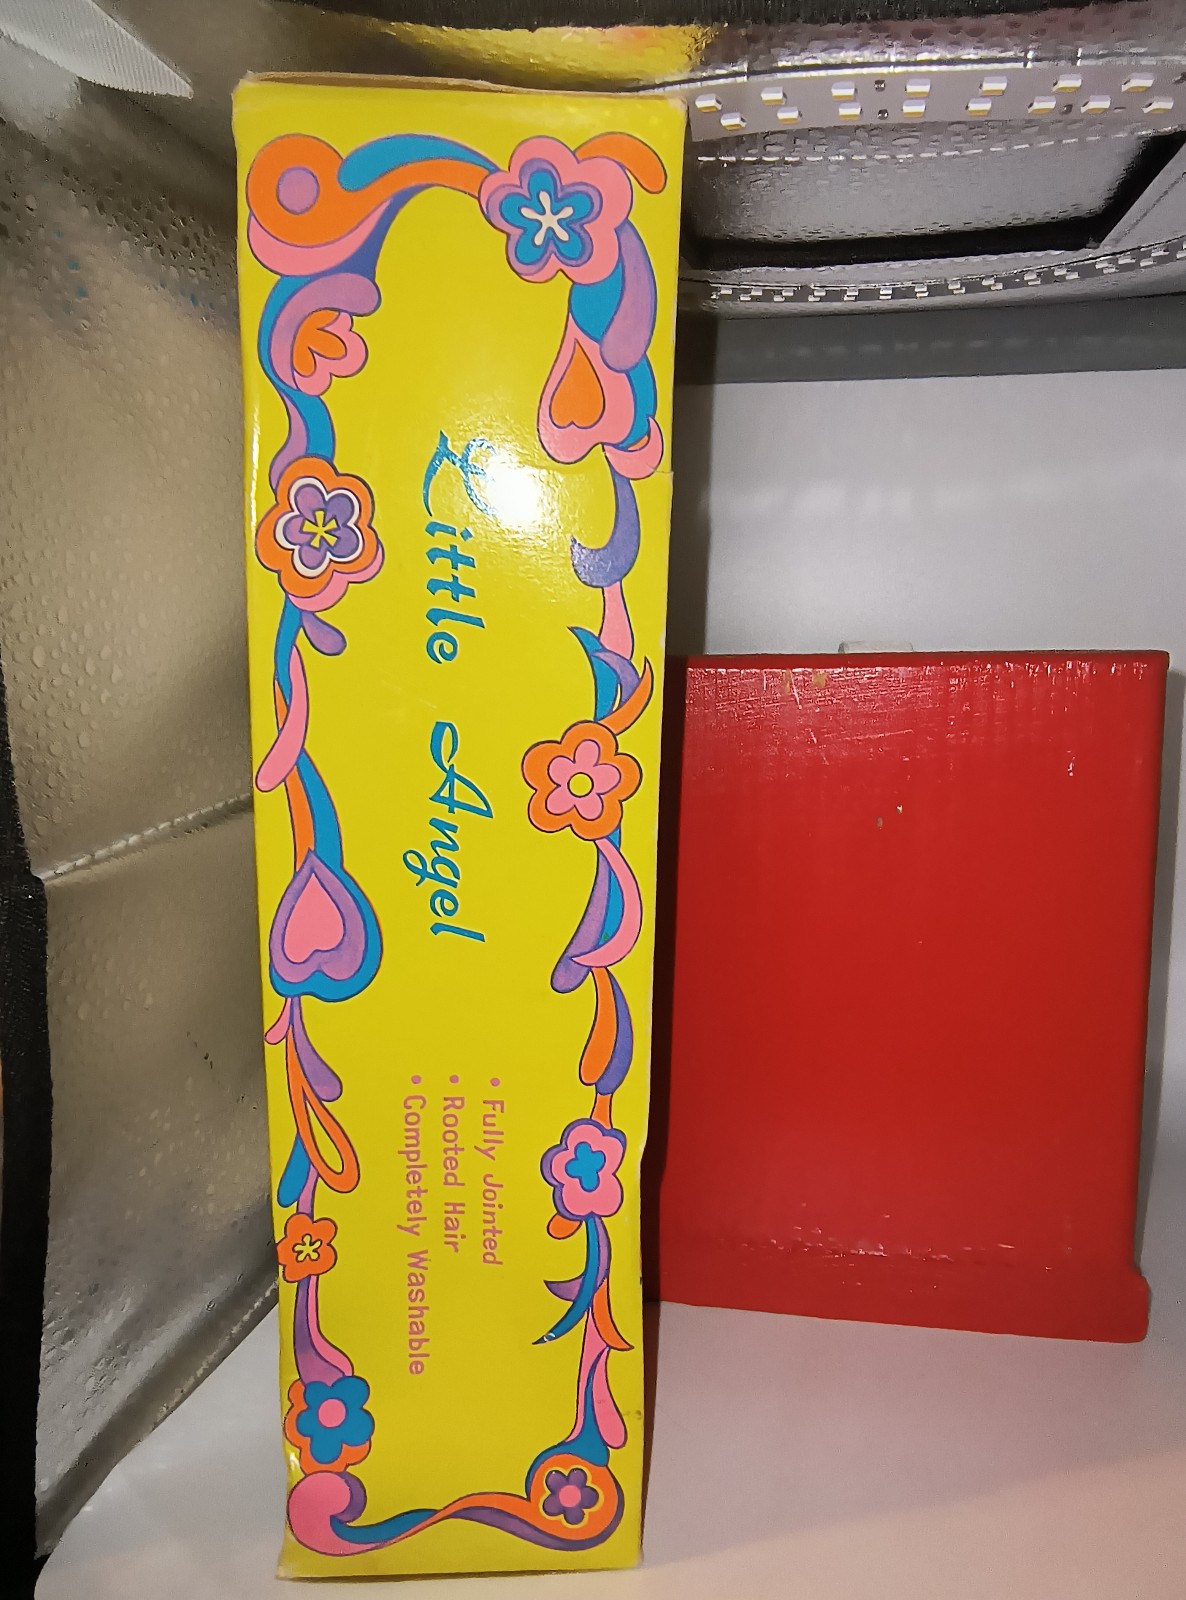 Little Angel
• Fully Jointed
• Rooted Hair
• Completely Washable